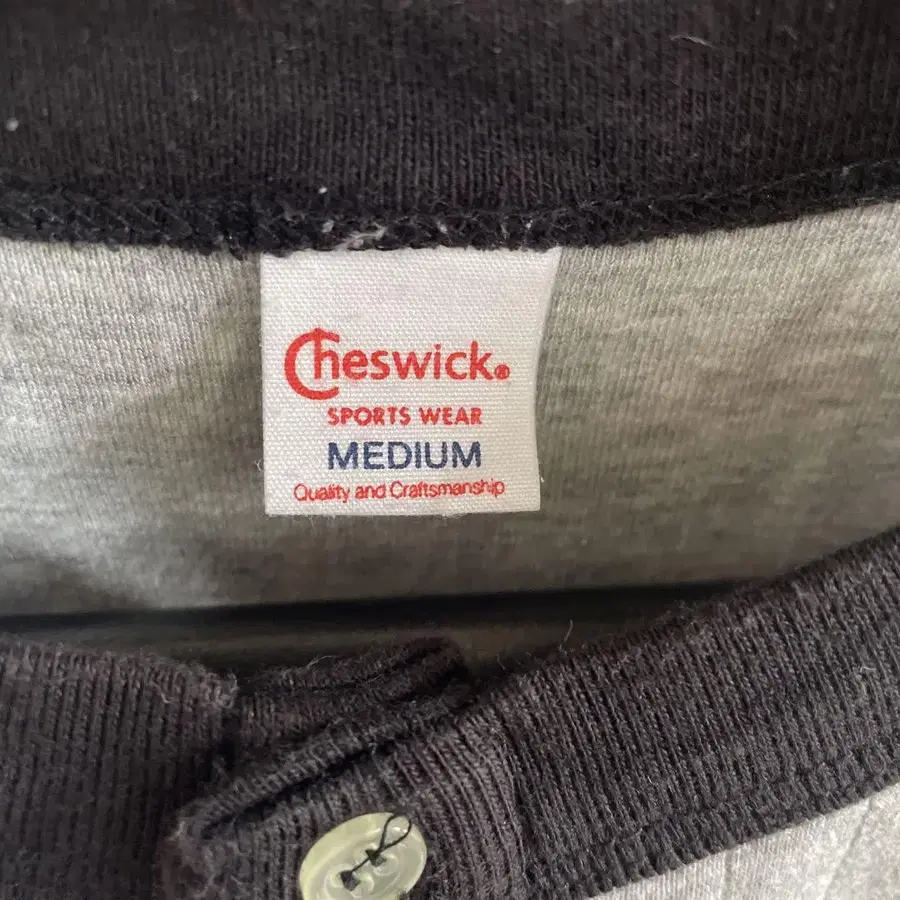 Cheswick®
SPORTS WEAR
MEDIUM
Quality and Craftsmanship